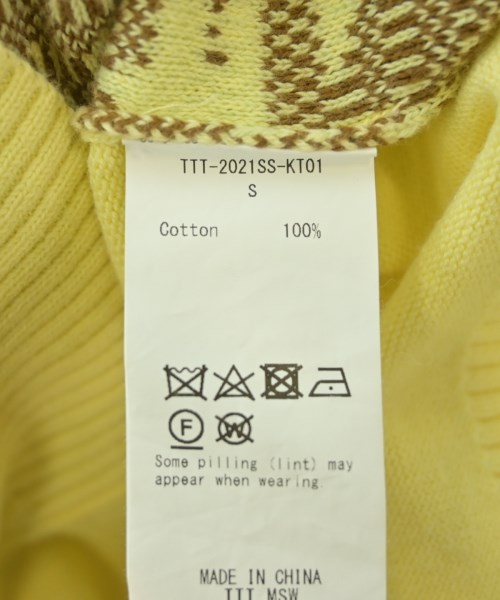 TTT-2021SS-KT01
S
Cotton 100%
F W
Some pilling (lint) may
appear when wearing
MADE IN CHINA
TTT MSW